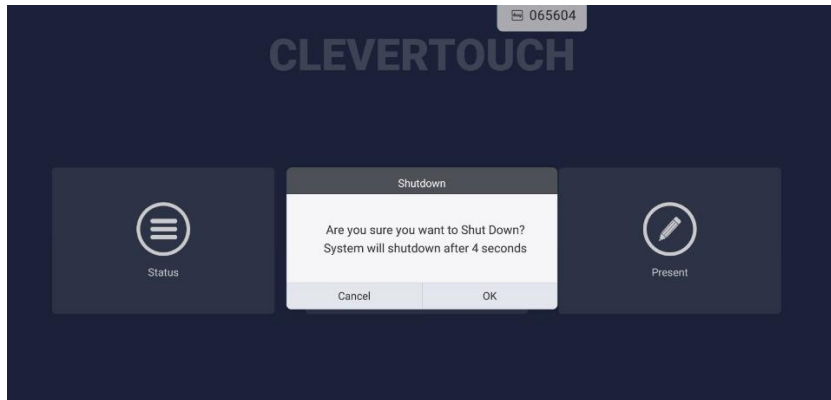 065604
CLEVERTOUCH
Shutdown
Are you sure you want to Shut Down?
System will shutdown after 4 seconds
Cancel
OK
Status
Present